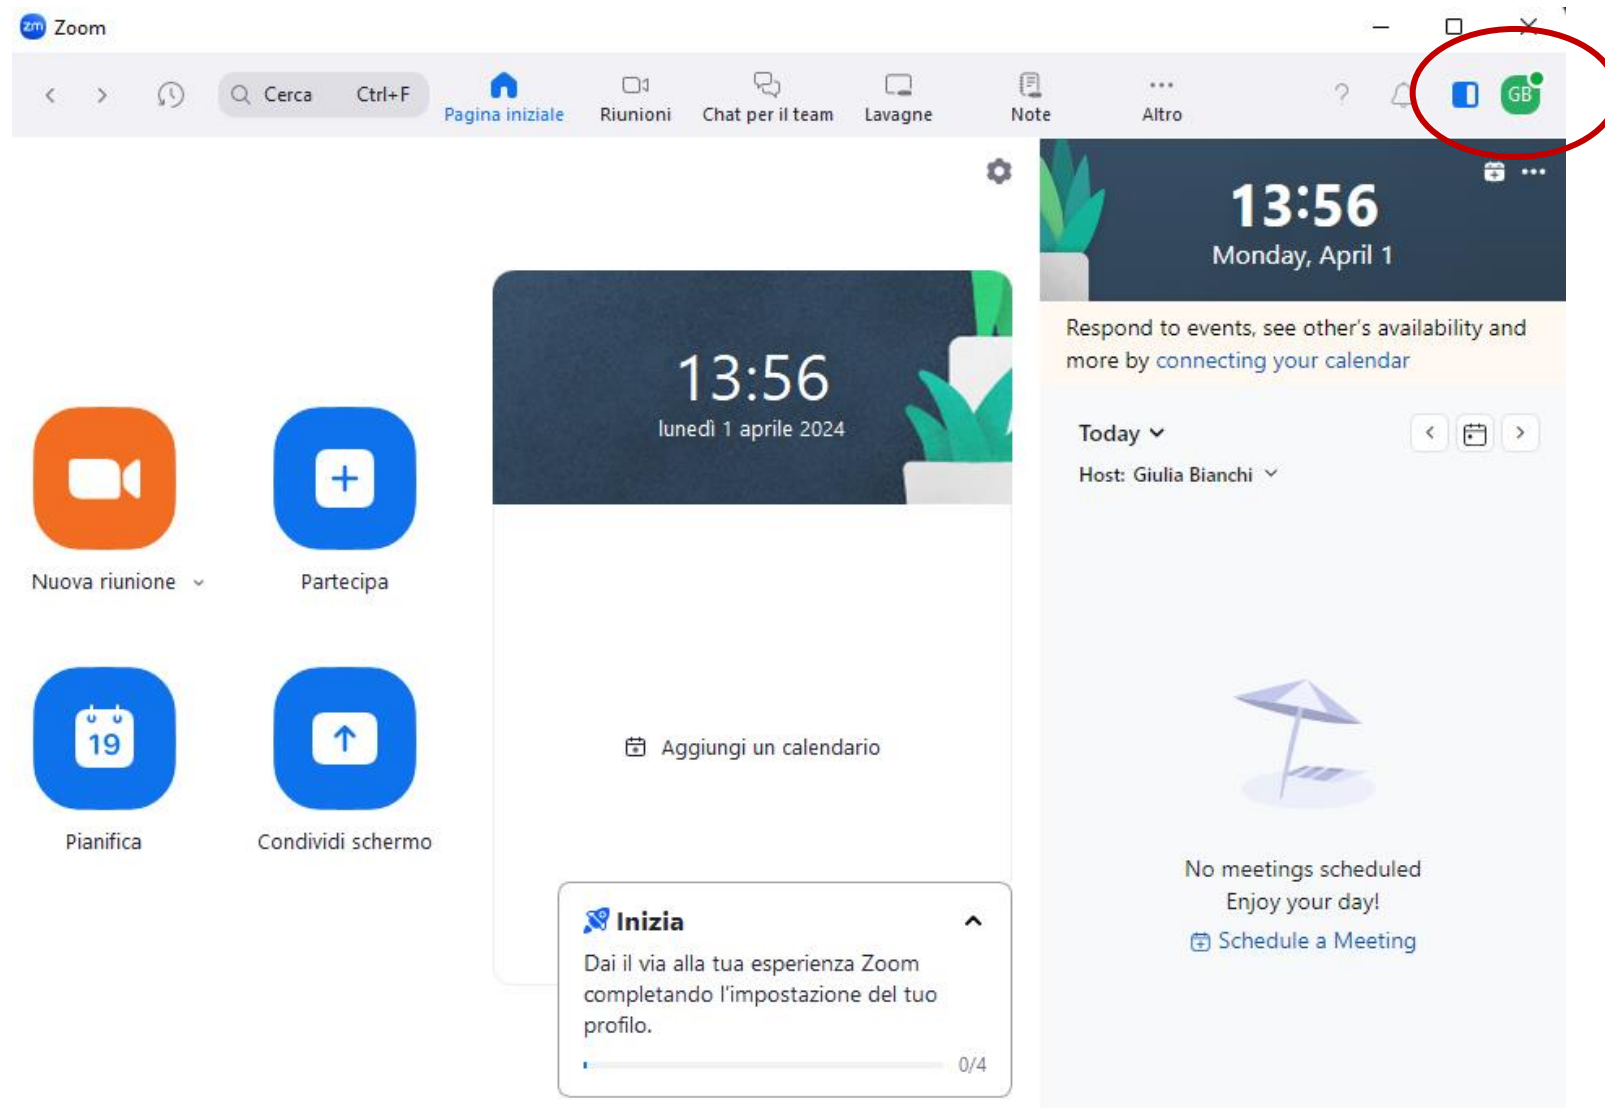 zm Zoom
Cerca Ctrl+F
Pagina iniziale
Riunioni
Chat per il team
Lavagne
Note
Altro
GB
13:56
lunedì 1 aprile 2024
Nuova riunione
Partecipa
19
Pianifica
Condividi schermo
Aggiungi un calendario
Inizia
Dai il via alla tua esperienza Zoom
completando l'impostazione del tuo
profilo.
0/4
13:56
Monday, April 1
Respond to events, see other's availability and
more by connecting your calendar
Today
Host: Giulia Bianchi
No meetings scheduled
Enjoy your day!
Schedule a Meeting